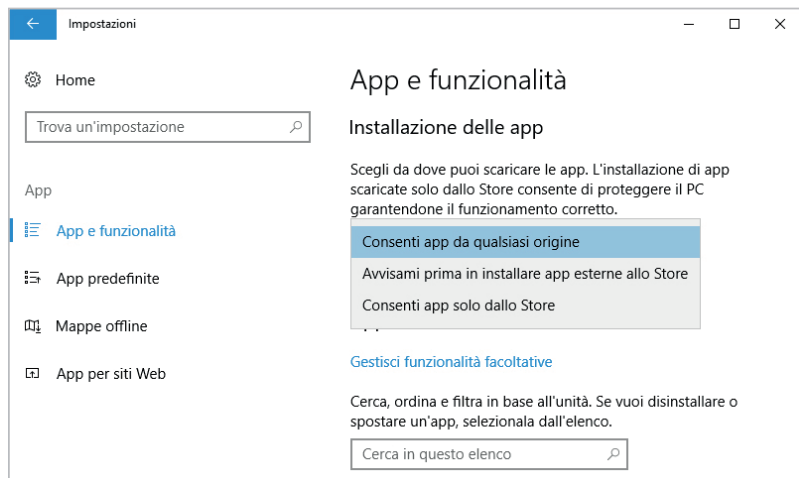 Impostazioni
Home
Trova un'impostazione
App
App e funzionalità
App predefinite
Mappe offline
App per siti Web
App e funzionalità
Installazione delle app
Scegli da dove puoi scaricare le app. L'installazione di app
scaricate solo dallo Store consente di proteggere il PC
garantendone il funzionamento corretto.
Consenti app da qualsiasi origine
Avvisami prima in installare app esterne allo Store
Consenti app solo dallo Store
Gestisci funzionalità facoltative
Cerca, ordina e filtra in base all'unità. Se vuoi disinstallare o
spostare un'app, selezionala dall'elenco.
Cerca in questo elenco